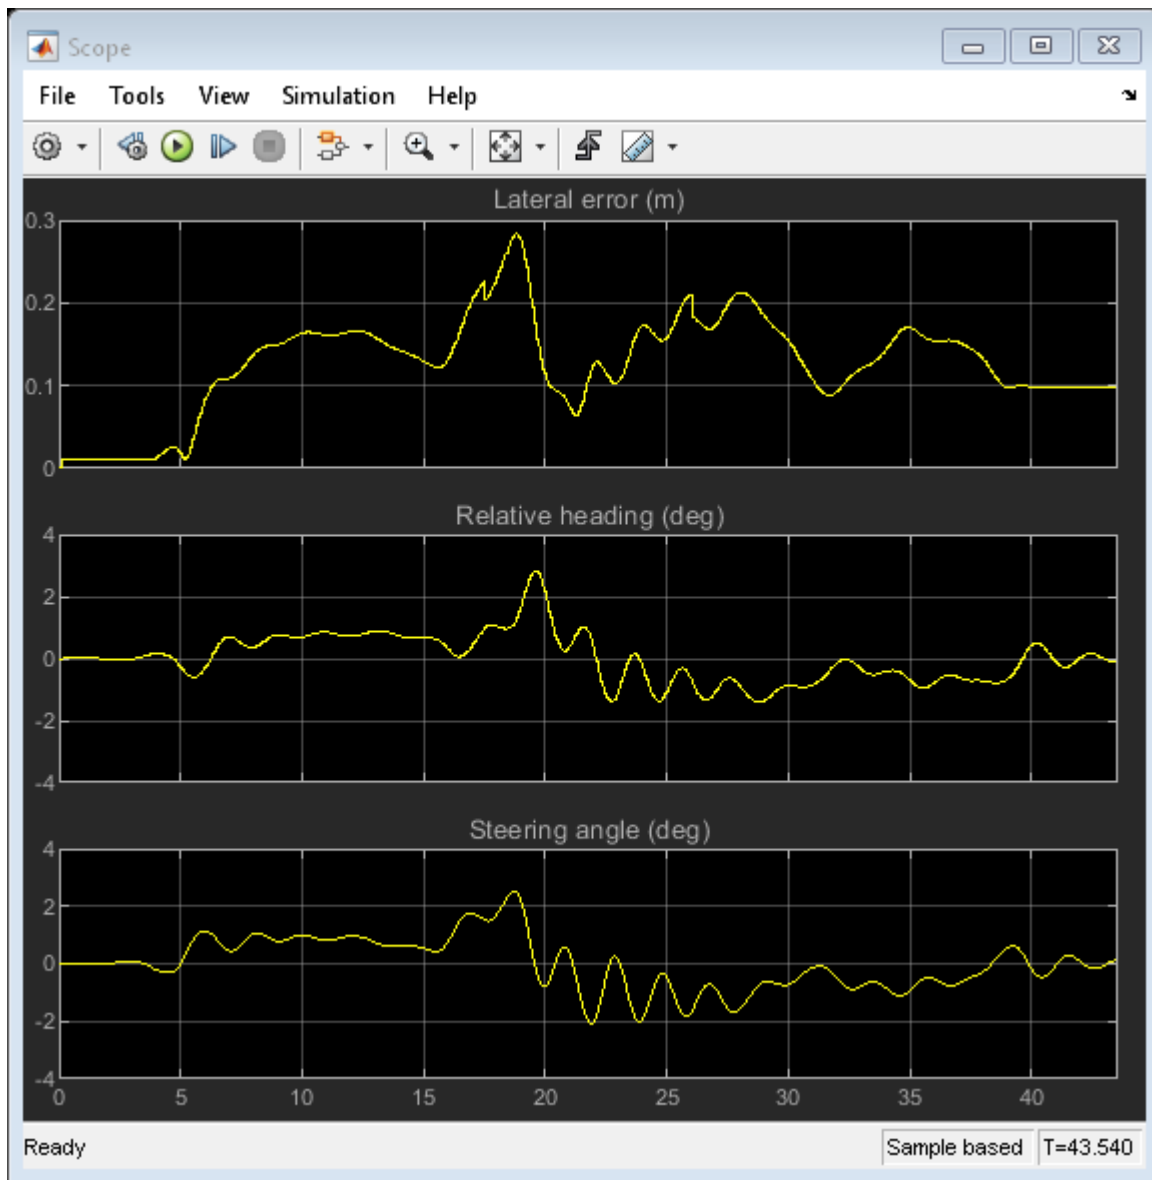 Scope
File Tools View Simulation Help
Lateral error (m)
0.3
0.2
0.1
0
Relative heading (deg)
4
2
0
-2
-4
Steering angle (deg)
4
2
0
-2
-4
0 5 10 15 20 25 30 35 40
Ready Sample based T=43.540